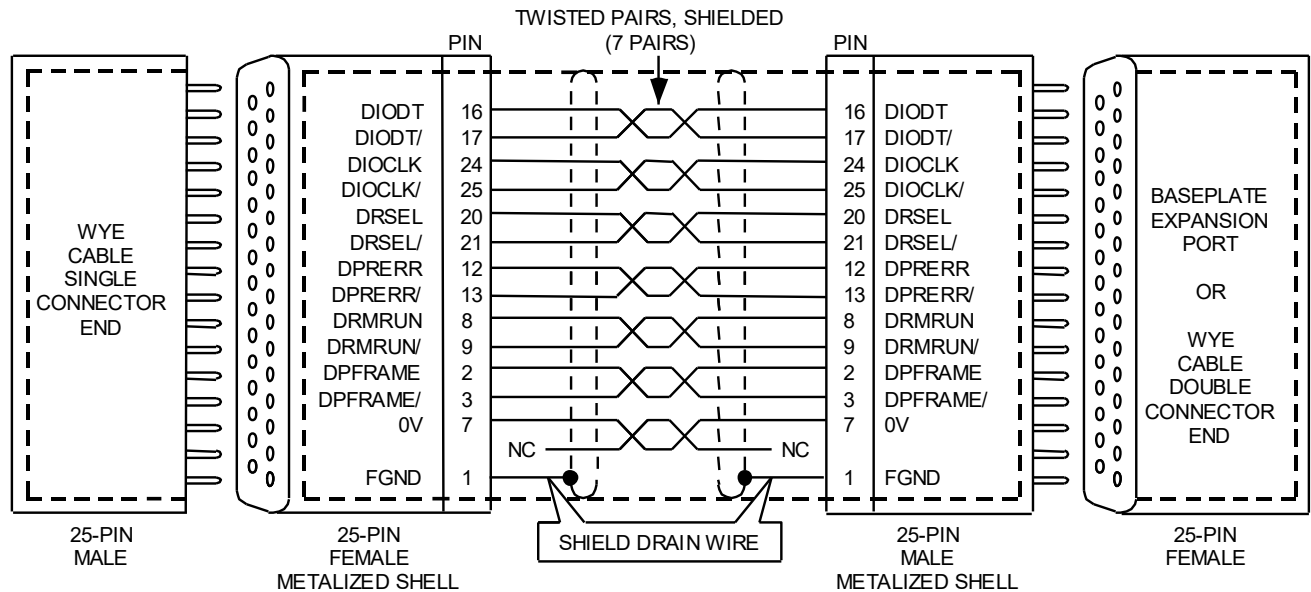 TWISTED PAIRS, SHIELDED
(7 PAIRS)
PIN
PIN
WYE
CABLE
SINGLE
CONNECTOR
END
DIODT 16
DIODT/ 17
DIOCLK 24
DIOCLK/ 25
DRSEL 20
DRSEL/ 21
DPRERR 12
DPRERR/ 13
DRMRUN 8
DRMRUN/ 9
DPFRAME 2
DPFRAME/ 3
0V 7
NC
FGND 1
16 DIODT
17 DIODT/
24 DIOCLK
25 DIOCLK/
20 DRSEL
21 DRSEL/
12 DPRERR
13 DPRERR/
8 DRMRUN
9 DRMRUN/
2 DPFRAME
3 DPFRAME/
7 0V
NC
1 FGND
BASEPLATE
EXPANSION
PORT
OR
WYE
CABLE
DOUBLE
CONNECTOR
END
SHIELD DRAIN WIRE
25-PIN
MALE
25-PIN
FEMALE
METALIZED SHELL
25-PIN
MALE
METALIZED SHELL
25-PIN
FEMALE